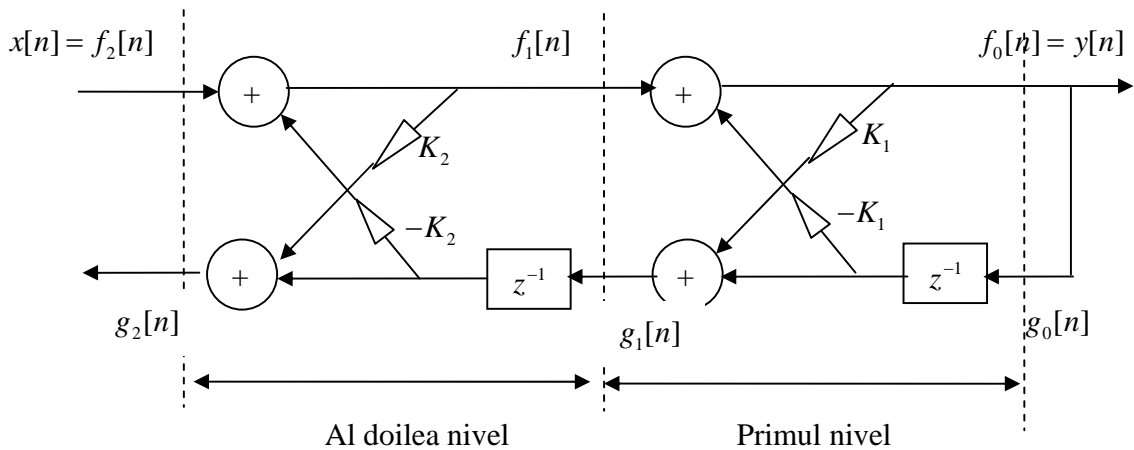 x[n] = f₂[n]
f₁[n]
f₀[n] = y[n]
+
+
K₂
K₁
−K₂
−K₁
+
z⁻¹
+
z⁻¹
g₂[n]
g₁[n]
g₀[n]
Al doilea nivel
Primul nivel